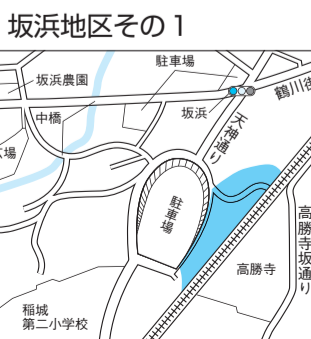 坂浜地区その1
駐車場
坂浜農園
鶴川街
中橋
坂浜
天神通り
広場
駐車場
高勝寺坂通り
高勝寺
稲城
第二小学校